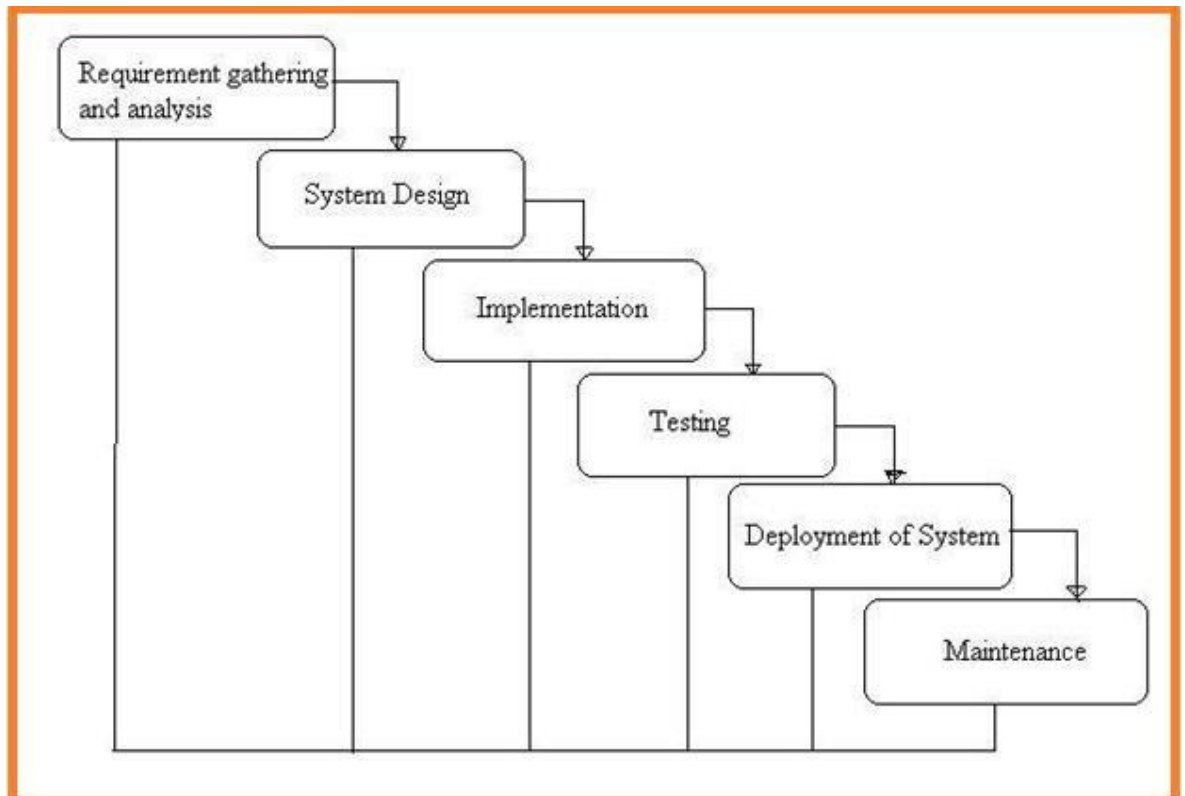 Requirement gathering
and analysis
System Design
Implementation
Testing
Deployment of System
Maintenance